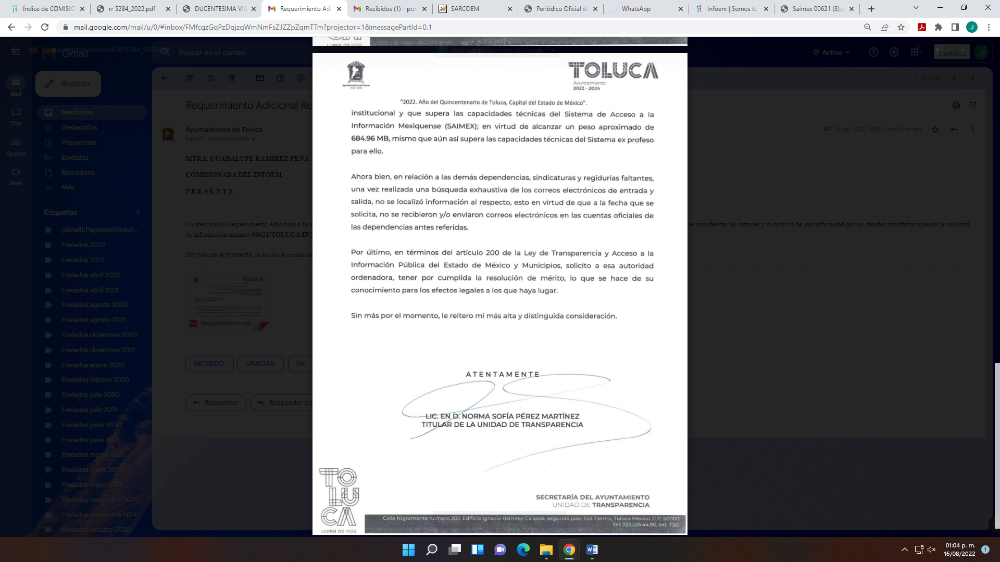 Índice de COMISIO
rr 5284_2022.pdf
DUCENTESIMA VIG
Requerimiento Adi
Recibidos (1) - pon
SARCOEM
Periódico Oficial de
WhatsApp
Infoem | Somos tu
Saimex 00621 (3).p
mail.google.com/mail/u/0/#inbox/FMfcgzGqPzDqjzqWmNmFsZJZZpZqmTTm?projector=1&messagePartId=0.1
J
Requerimiento adicional RR 5284_2022.pdf
Gmail
Buscar en el correo
Abrir con Documentos de Google
Activo
infoem
J
Redactar
Mail
Chat
Spaces
Meet
Recibidos
Destacados
Pospuestos
Enviados
Borradores
Más
Etiquetas
[Gmail]/Papelera/Enviad...
Enviados 2020
Enviados 2021
Enviados abril 2020
Enviados abril 2021
Enviados agosto 2020
Enviados agosto 2021
Enviados diciembre 2020
Enviados diciembre 2021
Enviados enero 2020
Enviados febrero 2020
Enviados julio 2020
Enviados julio 2021
Enviados junio 2020
Enviados junio 2021
Enviados marzo 2020
Enviados mayo 2020
Enviados mayo 2021
Enviados noviembre 2020
Enviados noviembre 2021
Enviados octubre 2020
4 de 2495
Requerimiento Adicional Re
Ayuntamiento de Toluca
para mí, berenice.carrillo
15 ago 2022, 18:56 (hace 18 horas)
MTRA. GUADALUPE RAMÍREZ PEÑA
COMISIONADA DEL INFOEM
P R E S E N T E
En atención al Requerimiento Adicional a la R
se manifiestan las razones y/o motivos de inconformidad por no atender satisfactoriamente la solicitud
de información número 00621/TOLUCA/IP/2
Sin más por el momento, le envió un cordal sal
TOLUCA
PDF
Requerimiento ad...
RECIBIDO.
GRACIAS.
OK.
Responder
Responder a t
LLENA DE VIDA
Ayuntamiento de Toluca
2022 - 2024
TOLUCA
Ayuntamiento
2022 - 2024
“2022. Año del Quincentenario de Toluca, Capital del Estado de México”.
institucional y que supera las capacidades técnicas del Sistema de Acceso a la
Información Mexiquense (SAIMEX); en virtud de alcanzar un peso aproximado de
684.96 MB, mismo que aún así supera las capacidades técnicas del Sistema ex profeso
para ello.
Ahora bien, en relación a las demás dependencias, sindicaturas y regidurías faltantes,
una vez realizada una búsqueda exhaustiva de los correos electrónicos de entrada y
salida, no se localizó información al respecto, esto en virtud de que a la fecha que se
solicita, no se recibieron y/o enviaron correos electrónicos en las cuentas oficiales de
las dependencias antes referidas.
Por último, en términos del artículo 200 de la Ley de Transparencia y Acceso a la
Información Pública del Estado de México y Municipios, solicito a esa autoridad
ordenadora, tener por cumplida la resolución de mérito, lo que se hace de su
conocimiento para los efectos legales a los que haya lugar.
Sin más por el momento, le reitero mi más alta y distinguida consideración.
A T E N T A M E N T E
LIC. EN D. NORMA SOFÍA PÉREZ MARTÍNEZ
TITULAR DE LA UNIDAD DE TRANSPARENCIA
TOLUCA
LLENA DE VIDA
SECRETARÍA DEL AYUNTAMIENTO
UNIDAD DE TRANSPARENCIA
Calle Nigromante número 202, Edificio Ignacio Ramírez Calzada, segundo piso, Col. Centro, Toluca México. C.P. 50000
Tel: 722.226.44.90, ext. 7321
01:04 p. m.
16/08/2022
1